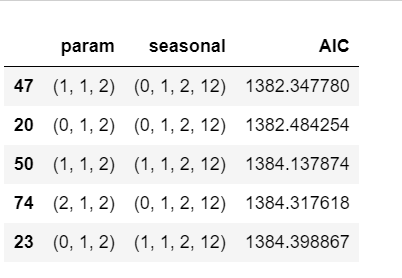 param seasonal AIC
47 (1, 1, 2) (0, 1, 2, 12) 1382.347780
20 (0, 1, 2) (0, 1, 2, 12) 1382.484254
50 (1, 1, 2) (1, 1, 2, 12) 1384.137874
74 (2, 1, 2) (0, 1, 2, 12) 1384.317618
23 (0, 1, 2) (1, 1, 2, 12) 1384.398867